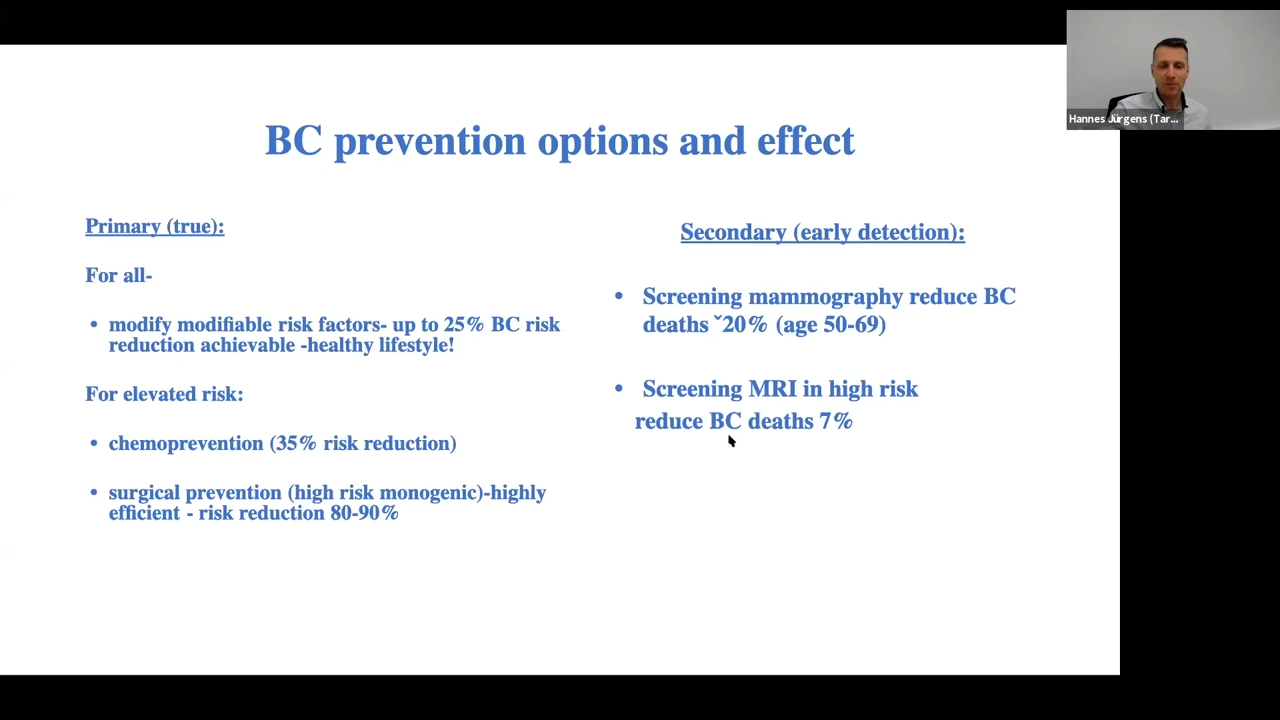 BC prevention options and effect
Primary (true):
For all-
• modify modifiable risk factors- up to 25% BC risk
reduction achievable -healthy lifestyle!
For elevated risk:
• chemoprevention (35% risk reduction)
• surgical prevention (high risk monogenic)-highly
efficient - risk reduction 80-90%
Secondary (early detection):
• Screening mammography reduce BC
deaths ˇ20% (age 50-69)
• Screening MRI in high risk
reduce BC deaths 7%
Hannes Jürgens (Tar...